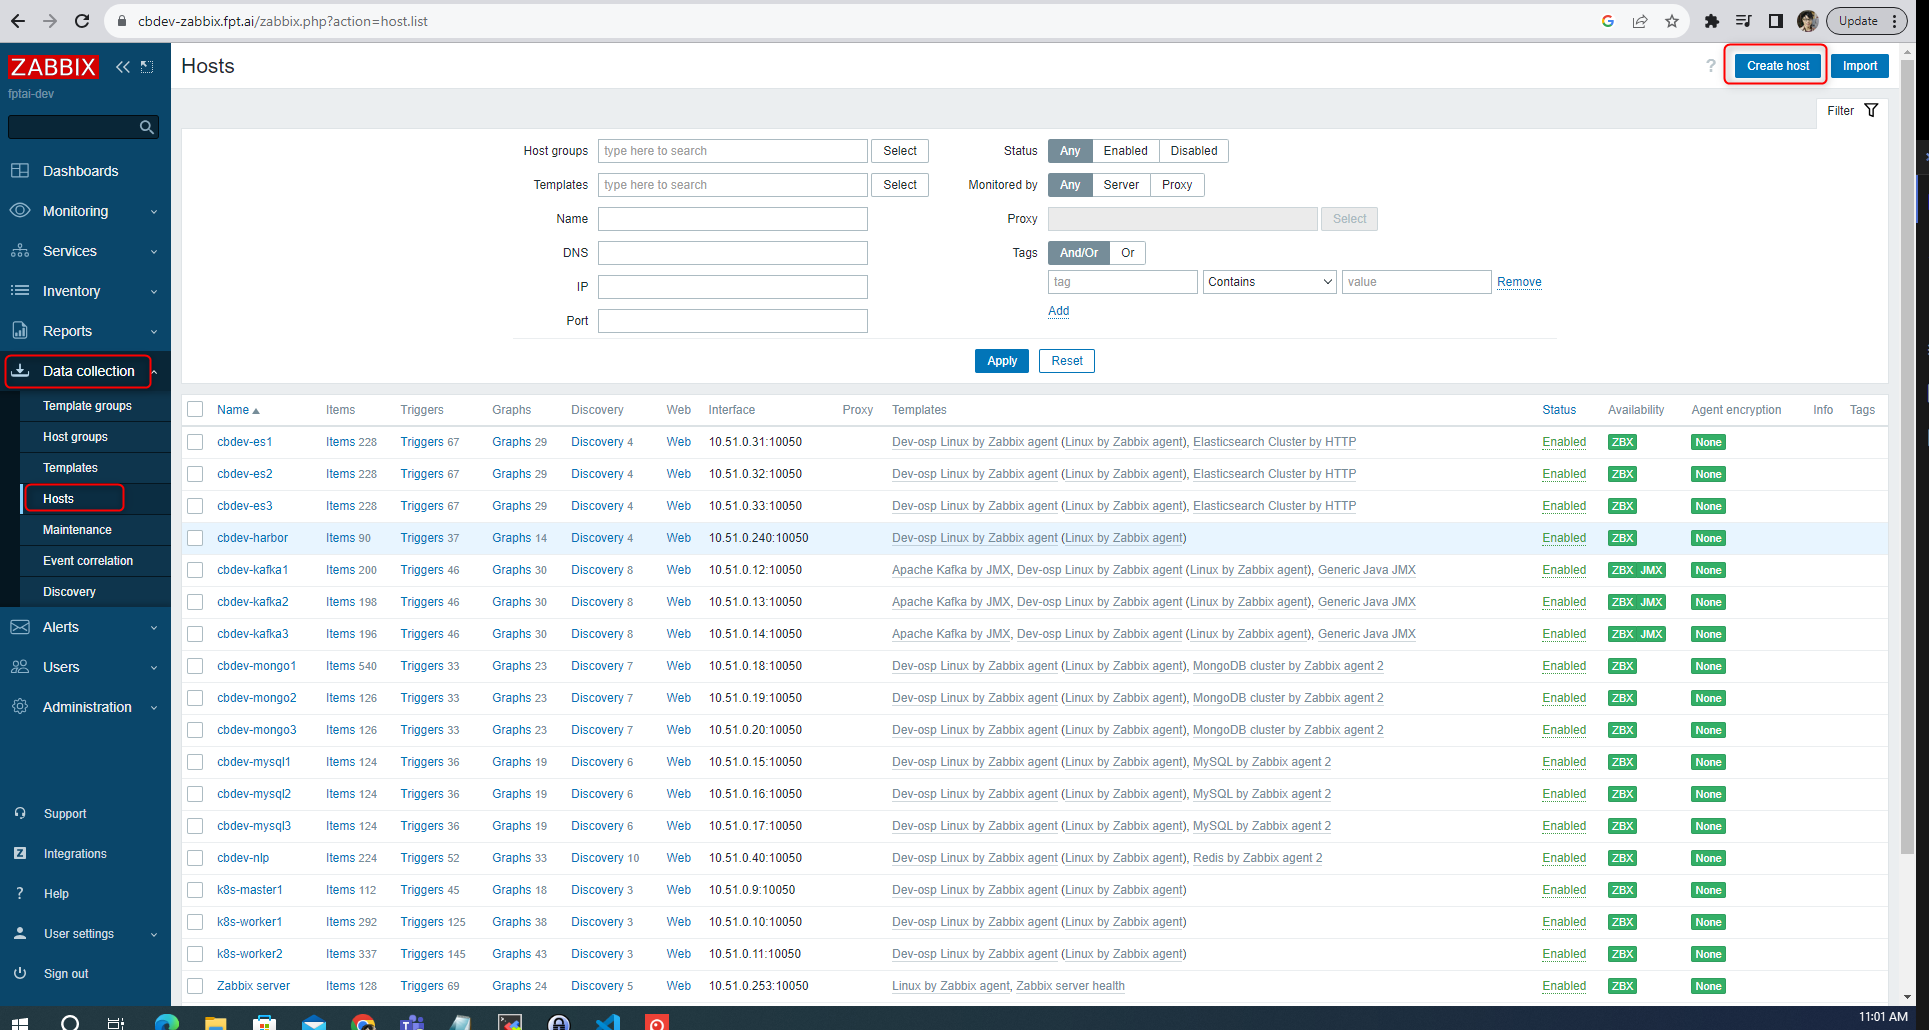 cbdev-zabbix.fpt.ai/zabbix.php?action=host.list
Update
ZABBIX
fptai-dev
Dashboards
Monitoring
Services
Inventory
Reports
Data collection
Template groups
Host groups
Templates
Hosts
Maintenance
Event correlation
Discovery
Alerts
Users
Administration
Support
Integrations
Help
User settings
Sign out
Hosts
? Create host Import
Filter
Host groups type here to search Select
Templates type here to search Select
Name
DNS
IP
Port
Status Any Enabled Disabled
Monitored by Any Server Proxy
Proxy Select
Tags And/Or Or
tag Contains value Remove
Add
Apply Reset
Name Items Triggers Graphs Discovery Web Interface Proxy Templates Status Availability Agent encryption Info Tags
cbdev-es1 Items 228 Triggers 67 Graphs 29 Discovery 4 Web 10.51.0.31:10050 Dev-osp Linux by Zabbix agent (Linux by Zabbix agent), Elasticsearch Cluster by HTTP Enabled ZBX None
cbdev-es2 Items 228 Triggers 67 Graphs 29 Discovery 4 Web 10.51.0.32:10050 Dev-osp Linux by Zabbix agent (Linux by Zabbix agent), Elasticsearch Cluster by HTTP Enabled ZBX None
cbdev-es3 Items 228 Triggers 67 Graphs 29 Discovery 4 Web 10.51.0.33:10050 Dev-osp Linux by Zabbix agent (Linux by Zabbix agent), Elasticsearch Cluster by HTTP Enabled ZBX None
cbdev-harbor Items 90 Triggers 37 Graphs 14 Discovery 4 Web 10.51.0.240:10050 Dev-osp Linux by Zabbix agent (Linux by Zabbix agent) Enabled ZBX None
cbdev-kafka1 Items 200 Triggers 46 Graphs 30 Discovery 8 Web 10.51.0.12:10050 Apache Kafka by JMX, Dev-osp Linux by Zabbix agent (Linux by Zabbix agent), Generic Java JMX Enabled ZBX JMX None
cbdev-kafka2 Items 198 Triggers 46 Graphs 30 Discovery 8 Web 10.51.0.13:10050 Apache Kafka by JMX, Dev-osp Linux by Zabbix agent (Linux by Zabbix agent), Generic Java JMX Enabled ZBX JMX None
cbdev-kafka3 Items 196 Triggers 46 Graphs 30 Discovery 8 Web 10.51.0.14:10050 Apache Kafka by JMX, Dev-osp Linux by Zabbix agent (Linux by Zabbix agent), Generic Java JMX Enabled ZBX JMX None
cbdev-mongo1 Items 540 Triggers 33 Graphs 23 Discovery 7 Web 10.51.0.18:10050 Dev-osp Linux by Zabbix agent (Linux by Zabbix agent), MongoDB cluster by Zabbix agent 2 Enabled ZBX None
cbdev-mongo2 Items 126 Triggers 33 Graphs 23 Discovery 7 Web 10.51.0.19:10050 Dev-osp Linux by Zabbix agent (Linux by Zabbix agent), MongoDB cluster by Zabbix agent 2 Enabled ZBX None
cbdev-mongo3 Items 126 Triggers 33 Graphs 23 Discovery 7 Web 10.51.0.20:10050 Dev-osp Linux by Zabbix agent (Linux by Zabbix agent), MongoDB cluster by Zabbix agent 2 Enabled ZBX None
cbdev-mysql1 Items 124 Triggers 36 Graphs 19 Discovery 6 Web 10.51.0.15:10050 Dev-osp Linux by Zabbix agent (Linux by Zabbix agent), MySQL by Zabbix agent 2 Enabled ZBX None
cbdev-mysql2 Items 124 Triggers 36 Graphs 19 Discovery 6 Web 10.51.0.16:10050 Dev-osp Linux by Zabbix agent (Linux by Zabbix agent), MySQL by Zabbix agent 2 Enabled ZBX None
cbdev-mysql3 Items 124 Triggers 36 Graphs 19 Discovery 6 Web 10.51.0.17:10050 Dev-osp Linux by Zabbix agent (Linux by Zabbix agent), MySQL by Zabbix agent 2 Enabled ZBX None
cbdev-nlp Items 224 Triggers 52 Graphs 33 Discovery 10 Web 10.51.0.40:10050 Dev-osp Linux by Zabbix agent (Linux by Zabbix agent), Redis by Zabbix agent 2 Enabled ZBX None
k8s-master1 Items 112 Triggers 45 Graphs 18 Discovery 3 Web 10.51.0.9:10050 Dev-osp Linux by Zabbix agent (Linux by Zabbix agent) Enabled ZBX None
k8s-worker1 Items 292 Triggers 125 Graphs 38 Discovery 3 Web 10.51.0.10:10050 Dev-osp Linux by Zabbix agent (Linux by Zabbix agent) Enabled ZBX None
k8s-worker2 Items 337 Triggers 145 Graphs 43 Discovery 3 Web 10.51.0.11:10050 Dev-osp Linux by Zabbix agent (Linux by Zabbix agent) Enabled ZBX None
Zabbix server Items 128 Triggers 69 Graphs 24 Discovery 5 Web 10.51.0.253:10050 Linux by Zabbix agent, Zabbix server health Enabled ZBX None
11:01 AM